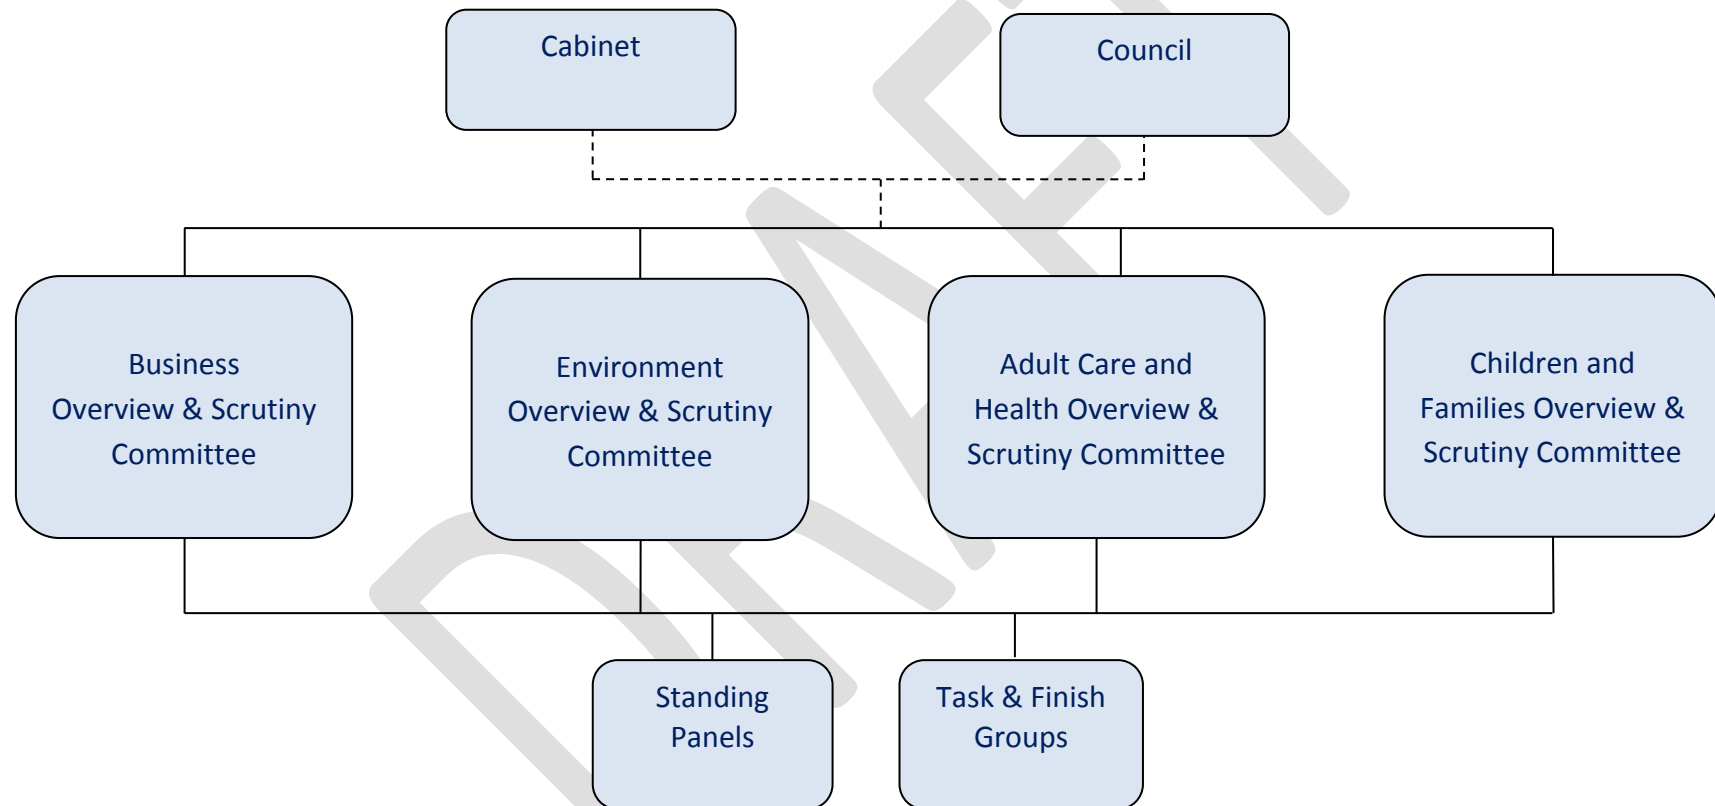 Cabinet
Council
Business
Overview & Scrutiny
Committee
Environment
Overview & Scrutiny
Committee
Adult Care and
Health Overview &
Scrutiny Committee
Children and
Families Overview &
Scrutiny Committee
Standing
Panels
Task & Finish
Groups
DRAFT